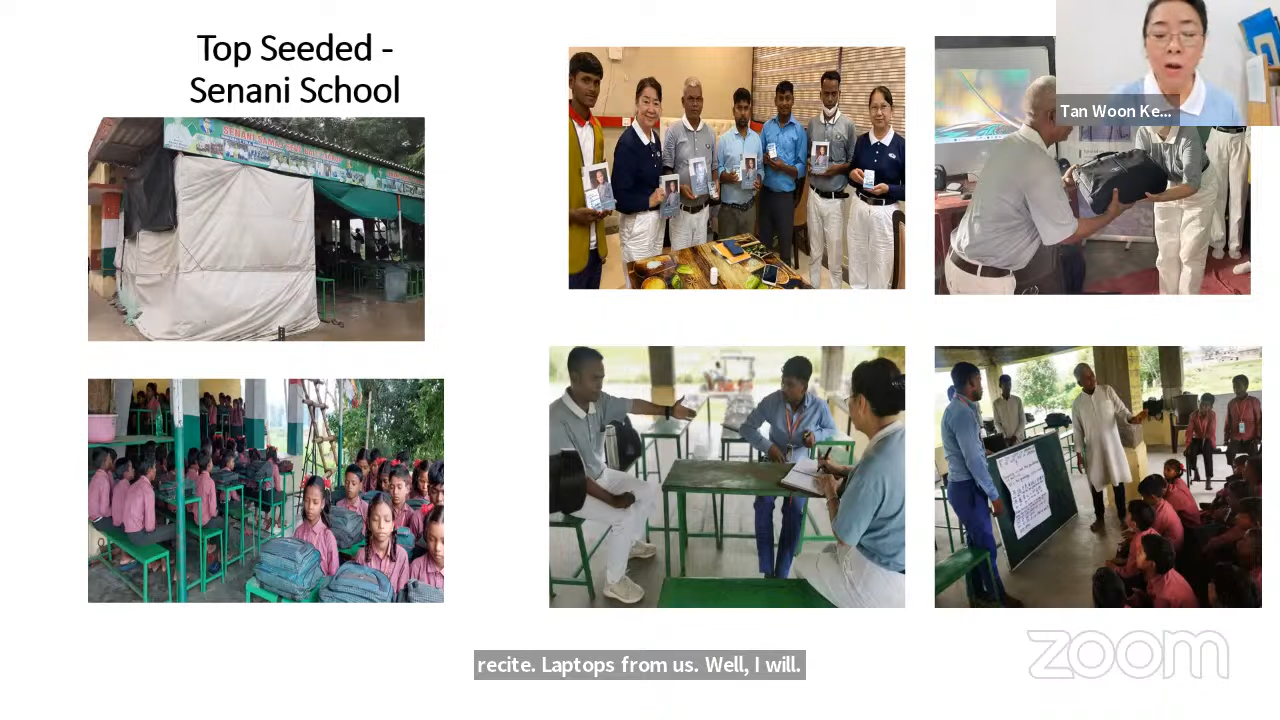 Top Seeded -
Senani School
Tan Woon Ke...
recite. Laptops from us. Well, I will.
zoom